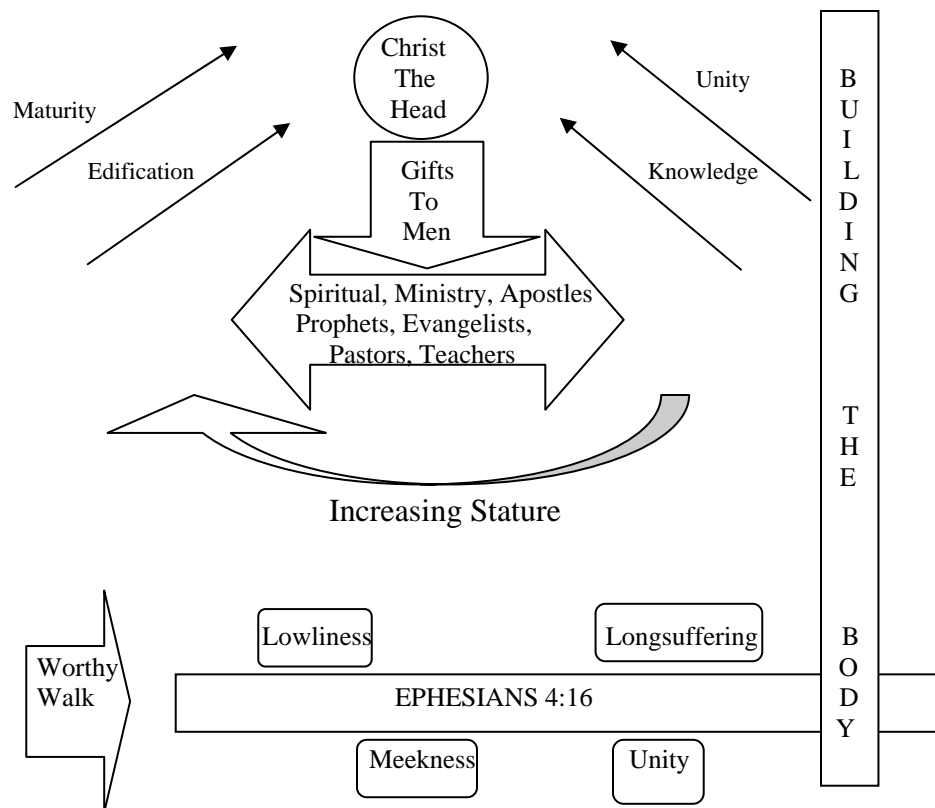 Christ
The
Head
Maturity
Edification
Unity
Knowledge
Gifts
To
Men
Spiritual, Ministry, Apostles
Prophets, Evangelists,
Pastors, Teachers
Increasing Stature
Worthy
Walk
Lowliness
Longsuffering
EPHESIANS 4:16
Meekness
Unity
B
U
I
L
D
I
N
G
T
H
E
B
O
D
Y